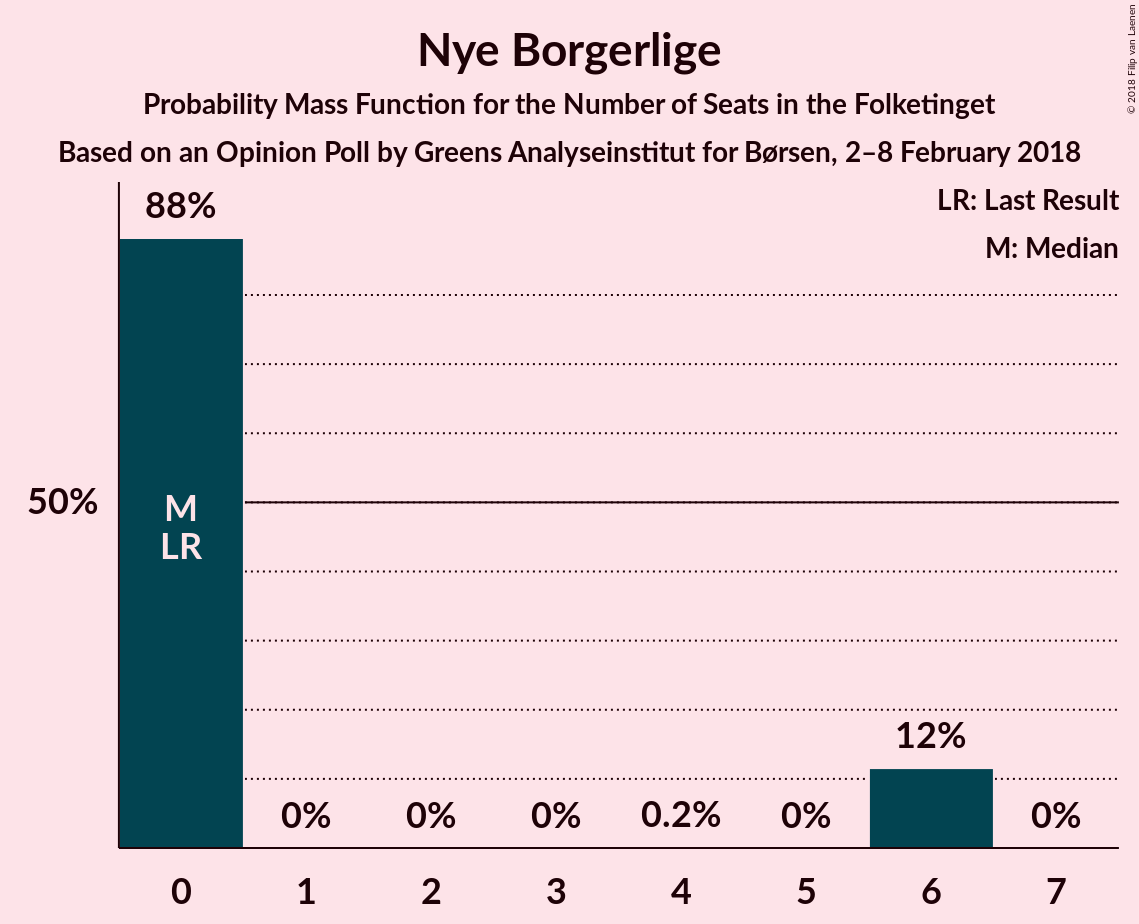 Nye Borgerlige
Probability Mass Function for the Number of Seats in the Folketinget
Based on an Opinion Poll by Greens Analyseinstitut for Børsen, 2–8 February 2018
© 2018 Filip van Laenen
LR: Last Result
M: Median
88%
50%
M
LR
0%
0%
0%
0.2%
0%
12%
0%
0
1
2
3
4
5
6
7